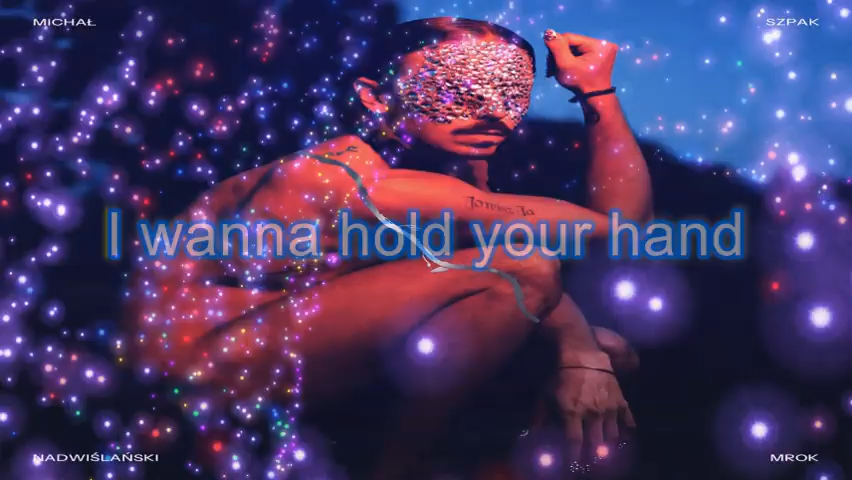 MICHAŁ
SZPAK
I wanna hold your hand
NADWIŚLAŃSKI
MROK